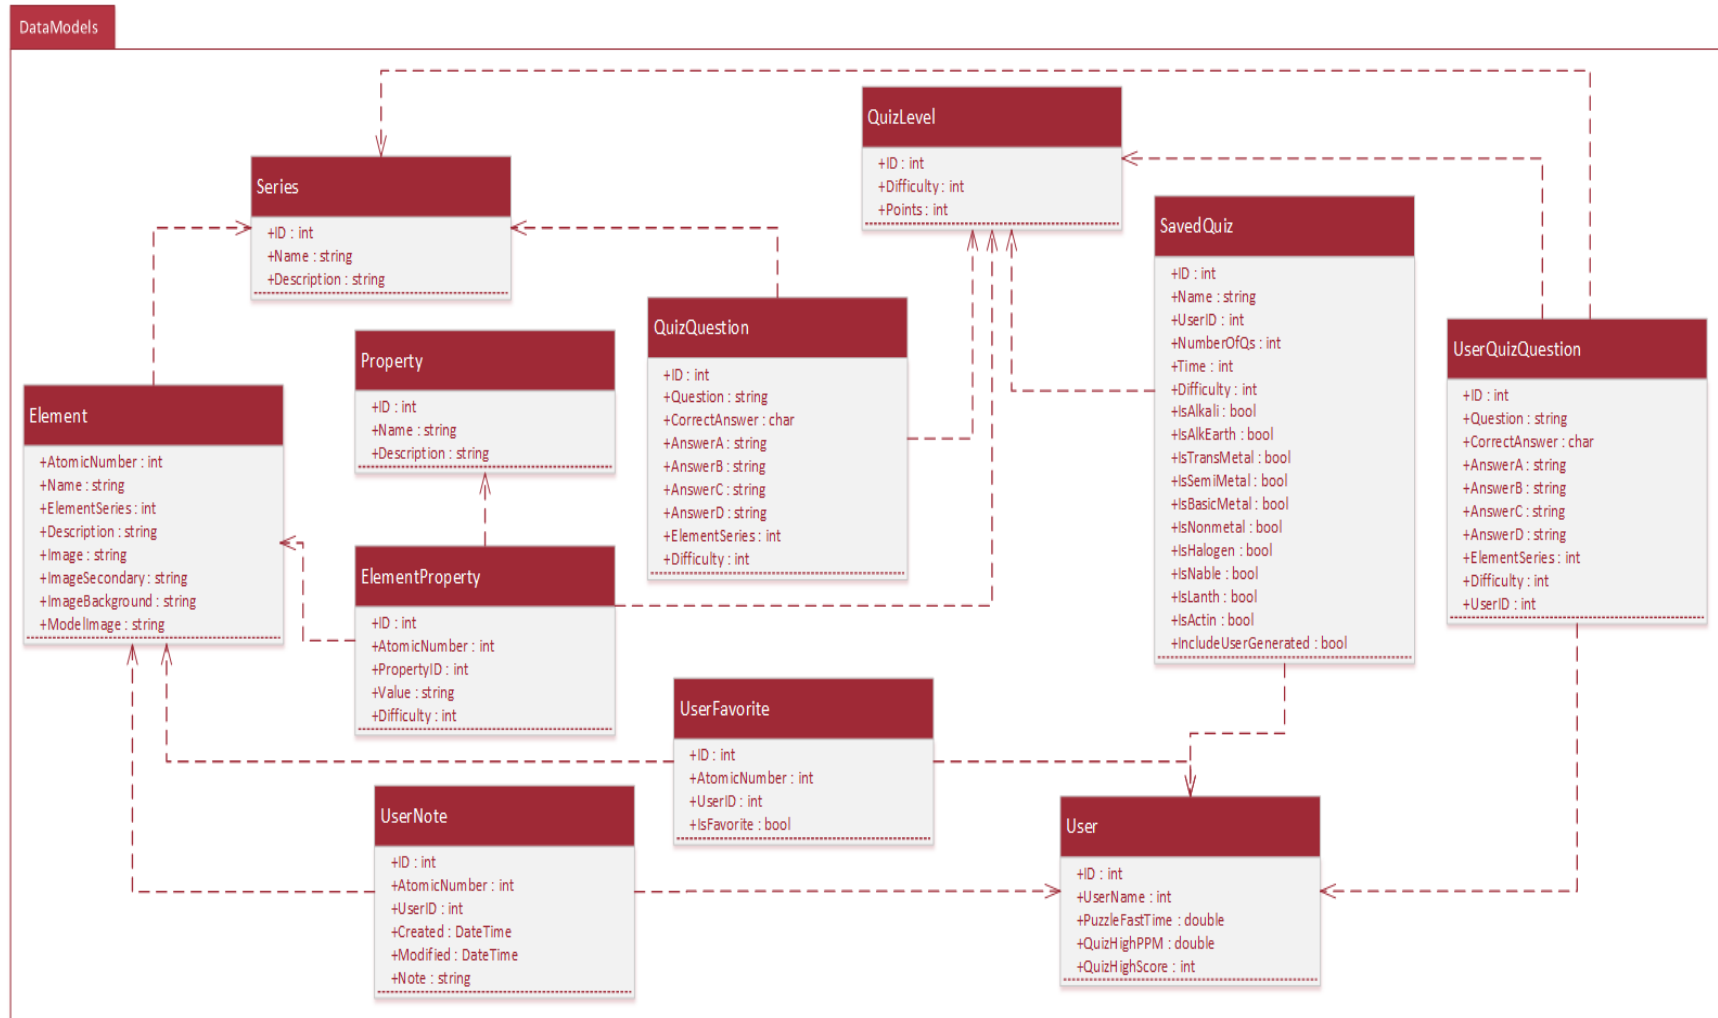 DataModels
QuizLevel
+ID : int
+Difficulty : int
+Points : int
Series
+ID : int
+Name : string
+Description : string
SavedQuiz
+ID : int
+Name : string
+UserID : int
+NumberOfQs : int
+Time : int
+Difficulty : int
+IsAlkali : bool
+IsAlkEarth : bool
+IsTransMetal : bool
+IsSemiMetal : bool
+IsBasicMetal : bool
+IsNonmetal : bool
+IsHalogen : bool
+IsNable : bool
+IsLanth : bool
+IsActin : bool
+IncludeUserGenerated : bool
QuizQuestion
+ID : int
+Question : string
+CorrectAnswer : char
+AnswerA : string
+AnswerB : string
+AnswerC : string
+AnswerD : string
+ElementSeries : int
+Difficulty : int
UserQuizQuestion
+ID : int
+Question : string
+CorrectAnswer : char
+AnswerA : string
+AnswerB : string
+AnswerC : string
+AnswerD : string
+ElementSeries : int
+Difficulty : int
+UserID : int
Property
+ID : int
+Name : string
+Description : string
Element
+AtomicNumber : int
+Name : string
+ElementSeries : int
+Description : string
+Image : string
+ImageSecondary : string
+ImageBackground : string
+ModelImage : string
ElementProperty
+ID : int
+AtomicNumber : int
+PropertyID : int
+Value : string
+Difficulty : int
UserFavorite
+ID : int
+AtomicNumber : int
+UserID : int
+IsFavorite : bool
UserNote
+ID : int
+AtomicNumber : int
+UserID : int
+Created : DateTime
+Modified : DateTime
+Note : string
User
+ID : int
+UserName : int
+PuzzleFastTime : double
+QuizHighPPM : double
+QuizHighScore : int